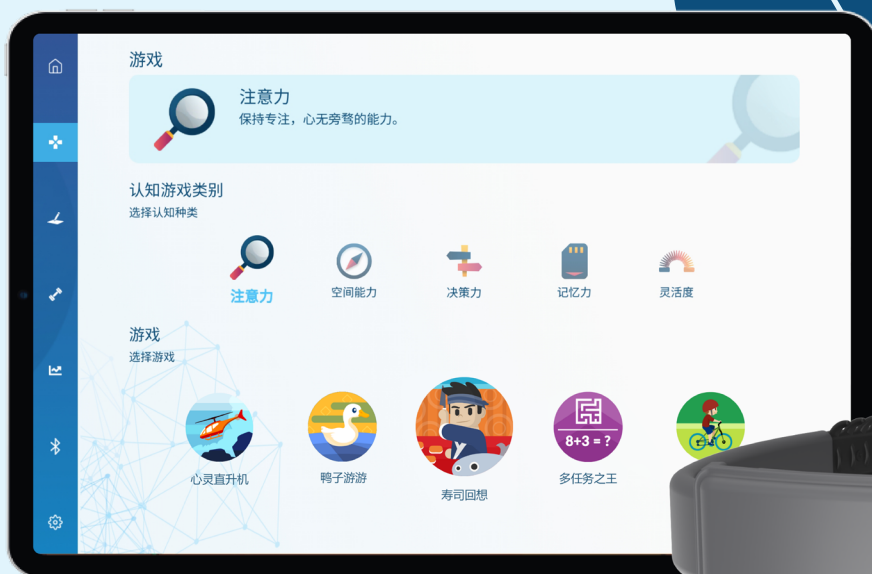 游戏
注意力
保持专注，心无旁骛的能力。
认知游戏类别
选择认知种类
注意力
空间能力
决策力
记忆力
灵活度
游戏
选择游戏
8+3 = ?
心灵直升机
鸭子游游
寿司回想
多任务之王